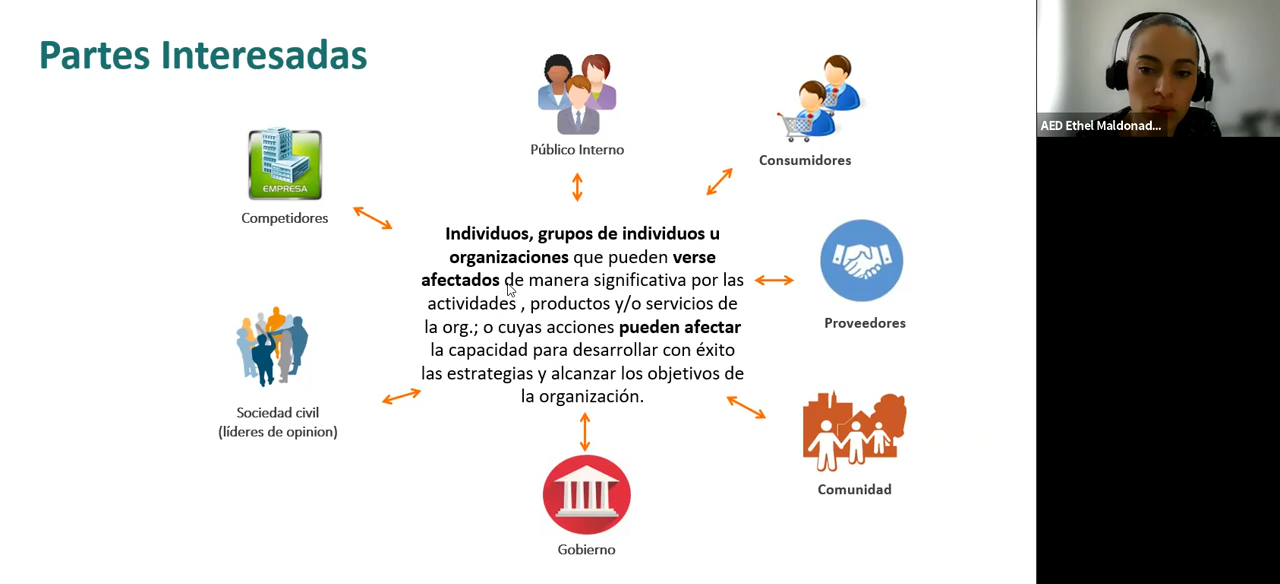 Partes Interesadas
Público Interno
Consumidores
EMPRESA
Competidores
Individuos, grupos de individuos u
organizaciones que pueden verse
afectados de manera significativa por las
actividades , productos y/o servicios de
la org.; o cuyas acciones pueden afectar
la capacidad para desarrollar con éxito
las estrategias y alcanzar los objetivos de
la organización.
Proveedores
Sociedad civil
(líderes de opinion)
Comunidad
Gobierno
AED Ethel Maldonad...